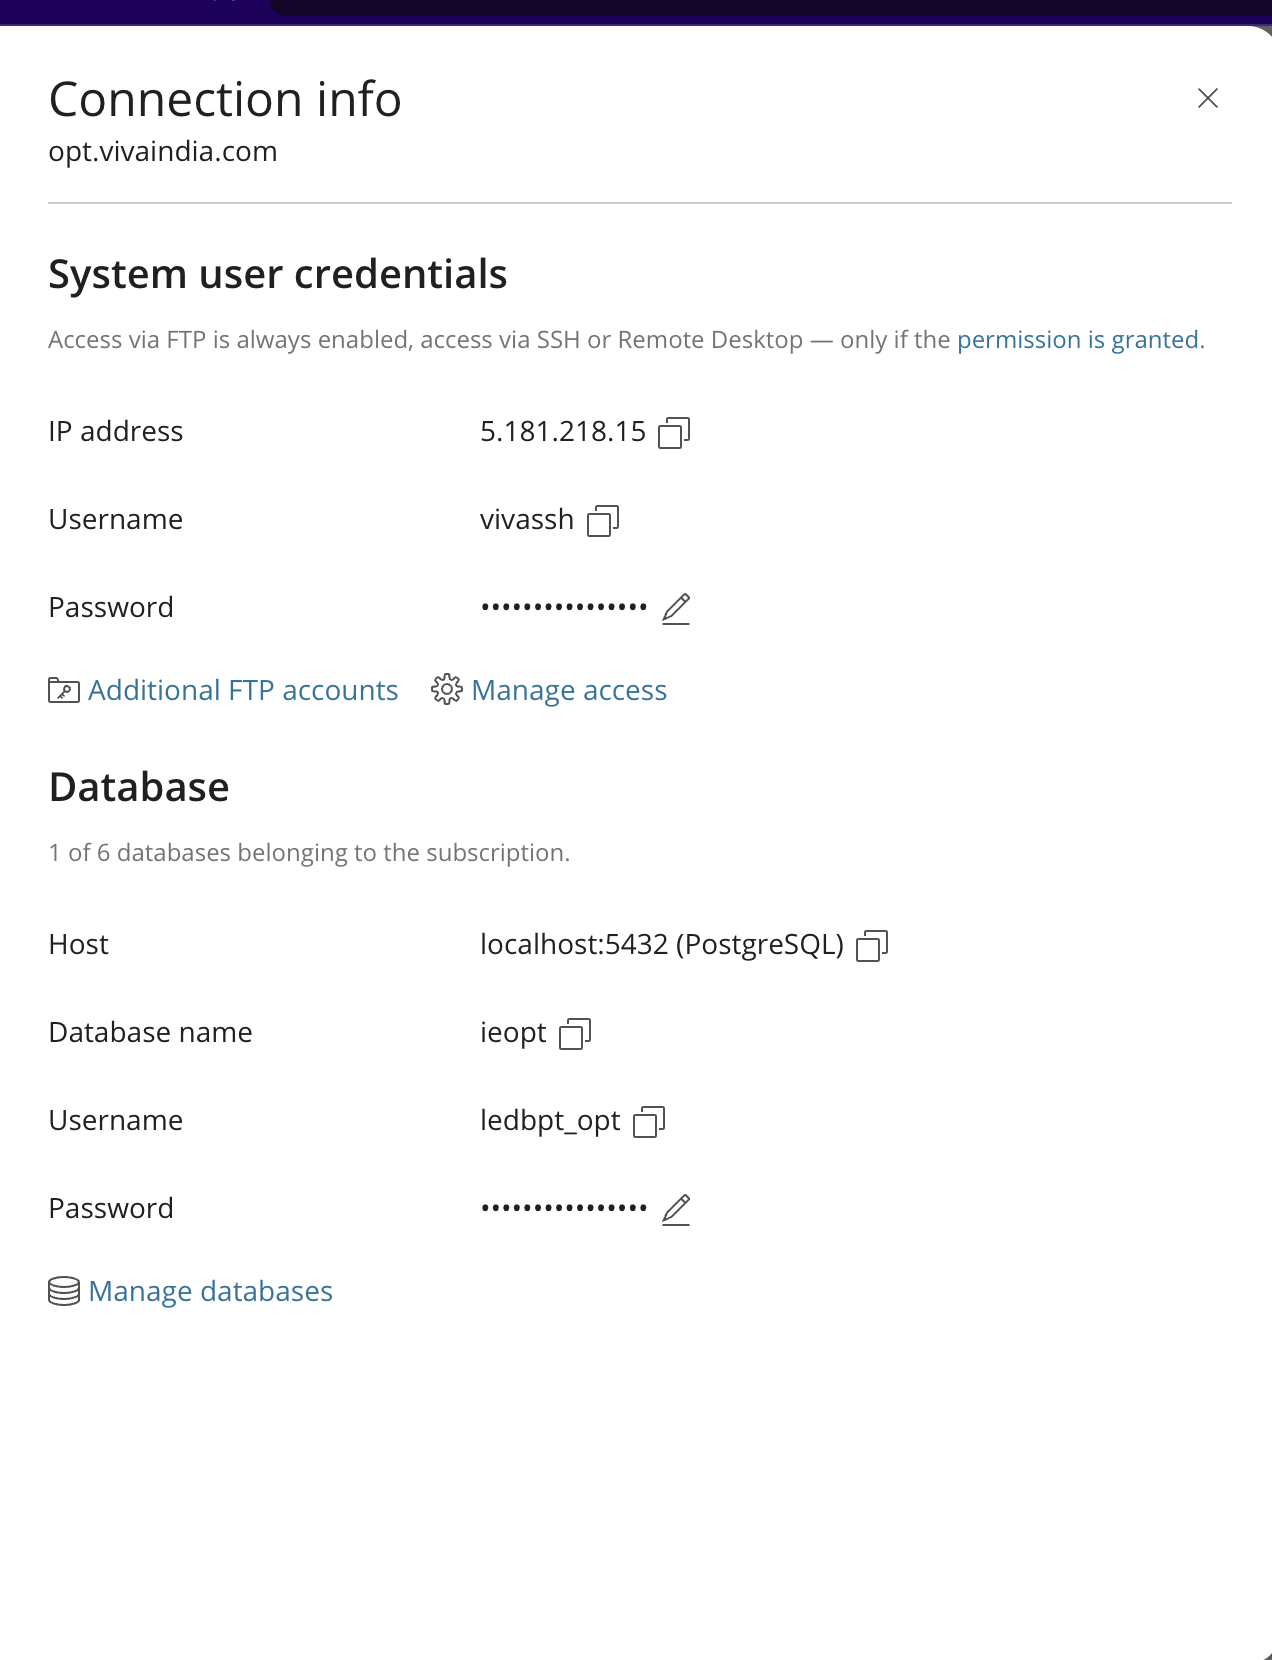 Connection info
opt.vivaindia.com
System user credentials
Access via FTP is always enabled, access via SSH or Remote Desktop — only if the permission is granted.
IP address 5.181.218.15
Username vivassh
Password ••••••••••••••••
Additional FTP accounts Manage access
Database
1 of 6 databases belonging to the subscription.
Host localhost:5432 (PostgreSQL)
Database name ieopt
Username ledbpt_opt
Password ••••••••••••••••
Manage databases